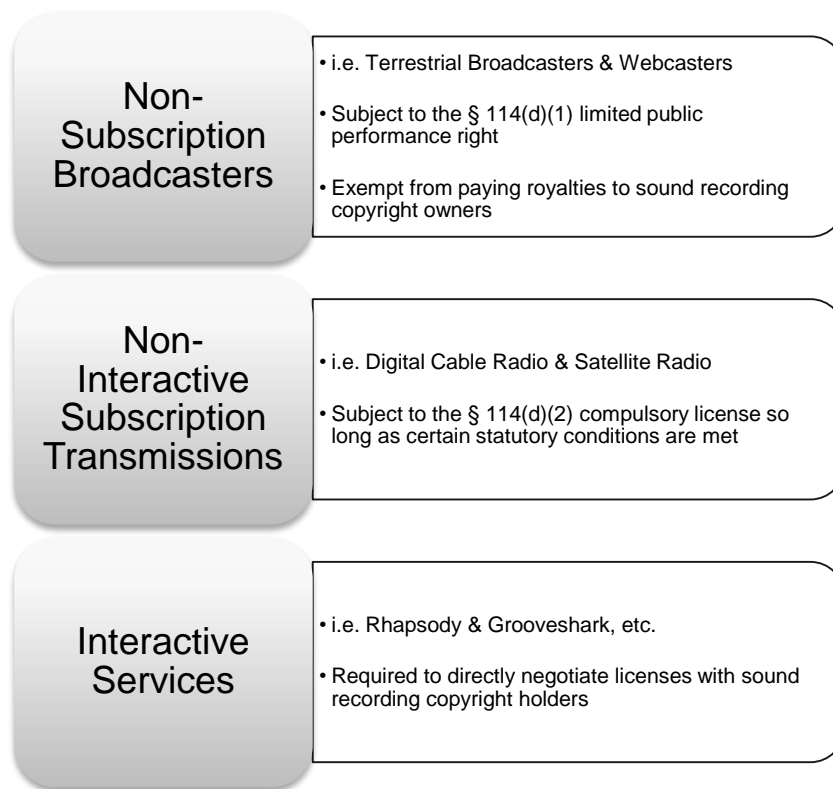 Non-
Subscription
Broadcasters
• i.e. Terrestrial Broadcasters & Webcasters
• Subject to the § 114(d)(1) limited public
performance right
• Exempt from paying royalties to sound recording
copyright owners
Non-
Interactive
Subscription
Transmissions
• i.e. Digital Cable Radio & Satellite Radio
• Subject to the § 114(d)(2) compulsory license so
long as certain statutory conditions are met
Interactive
Services
• i.e. Rhapsody & Grooveshark, etc.
• Required to directly negotiate licenses with sound
recording copyright holders